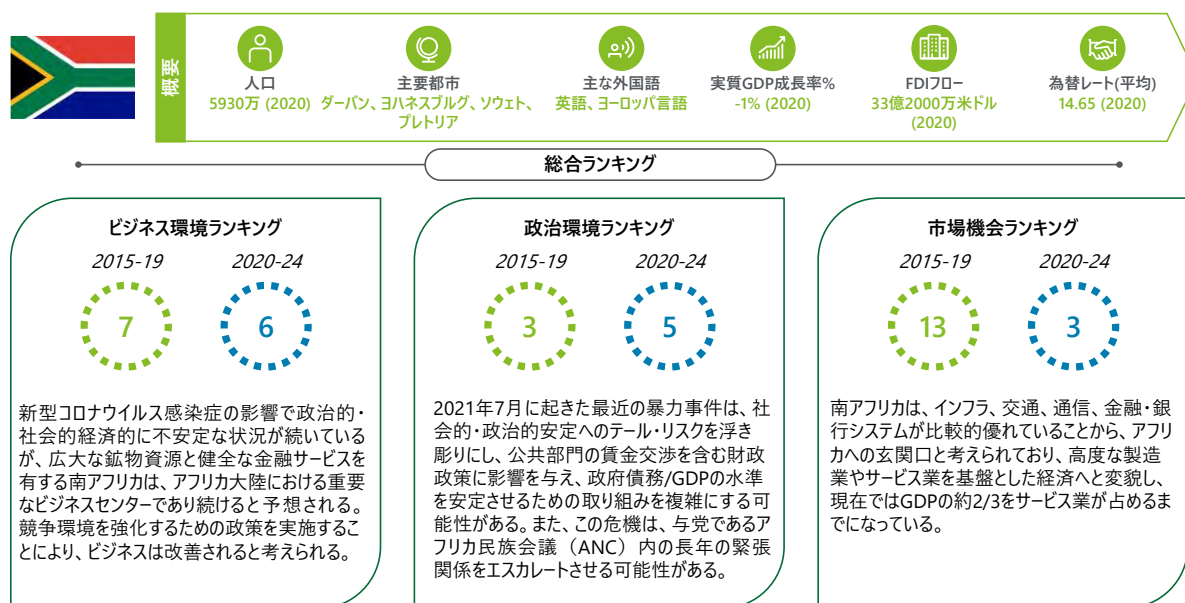 概要
人口
5930万 (2020)
主要都市
ダーバン、ヨハネスブルグ、ソウェト、
プレトリア
主な外国語
英語、ヨーロッパ言語
実質GDP成長率%
-1% (2020)
FDIフロー
33億2000万米ドル
(2020)
為替レート(平均)
14.65 (2020)
総合ランキング
ビジネス環境ランキング
2015-19 2020-24
7 6
新型コロナウイルス感染症の影響で政治的・
社会的経済的に不安定な状況が続いている
が、広大な鉱物資源と健全な金融サービスを
有する南アフリカは、アフリカ大陸における重要
なビジネスセンターであり続けると予想される。
競争環境を強化するための政策を実施するこ
とにより、ビジネスは改善されると考えられる。
政治環境ランキング
2015-19 2020-24
3 5
2021年7月に起きた最近の暴力事件は、社
会的・政治的安定へのテール・リスクを浮き
彫りにし、公共部門の賃金交渉を含む財政
政策に影響を与え、政府債務/GDPの水準
を安定させるための取り組みを複雑にする可
能性がある。また、この危機は、与党であるア
フリカ民族会議（ANC）内の長年の緊張
関係をエスカレートさせる可能性がある。
市場機会ランキング
2015-19 2020-24
13 3
南アフリカは、インフラ、交通、通信、金融・銀
行システムが比較的優れていることから、アフリ
カへの玄関口と考えられており、高度な製造
業やサービス業を基盤とした経済へと変貌し、
現在ではGDPの約2/3をサービス業が占めるま
でになっている。